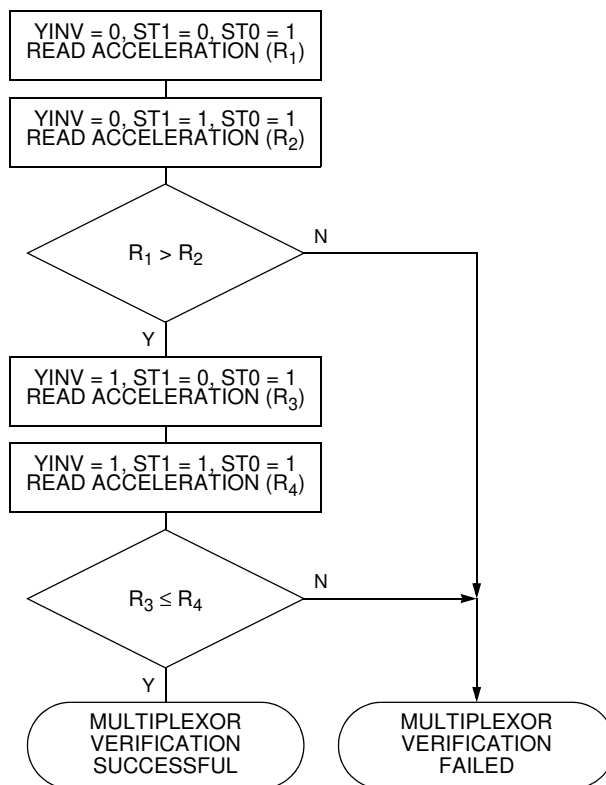 YINV = 0, ST1 = 0, ST0 = 1
READ ACCELERATION (R1)
YINV = 0, ST1 = 1, ST0 = 1
READ ACCELERATION (R2)
R1 > R2
N
Y
YINV = 1, ST1 = 0, ST0 = 1
READ ACCELERATION (R3)
YINV = 1, ST1 = 1, ST0 = 1
READ ACCELERATION (R4)
R3 ≤ R4
N
Y
MULTIPLEXOR
VERIFICATION
SUCCESSFUL
MULTIPLEXOR
VERIFICATION
FAILED